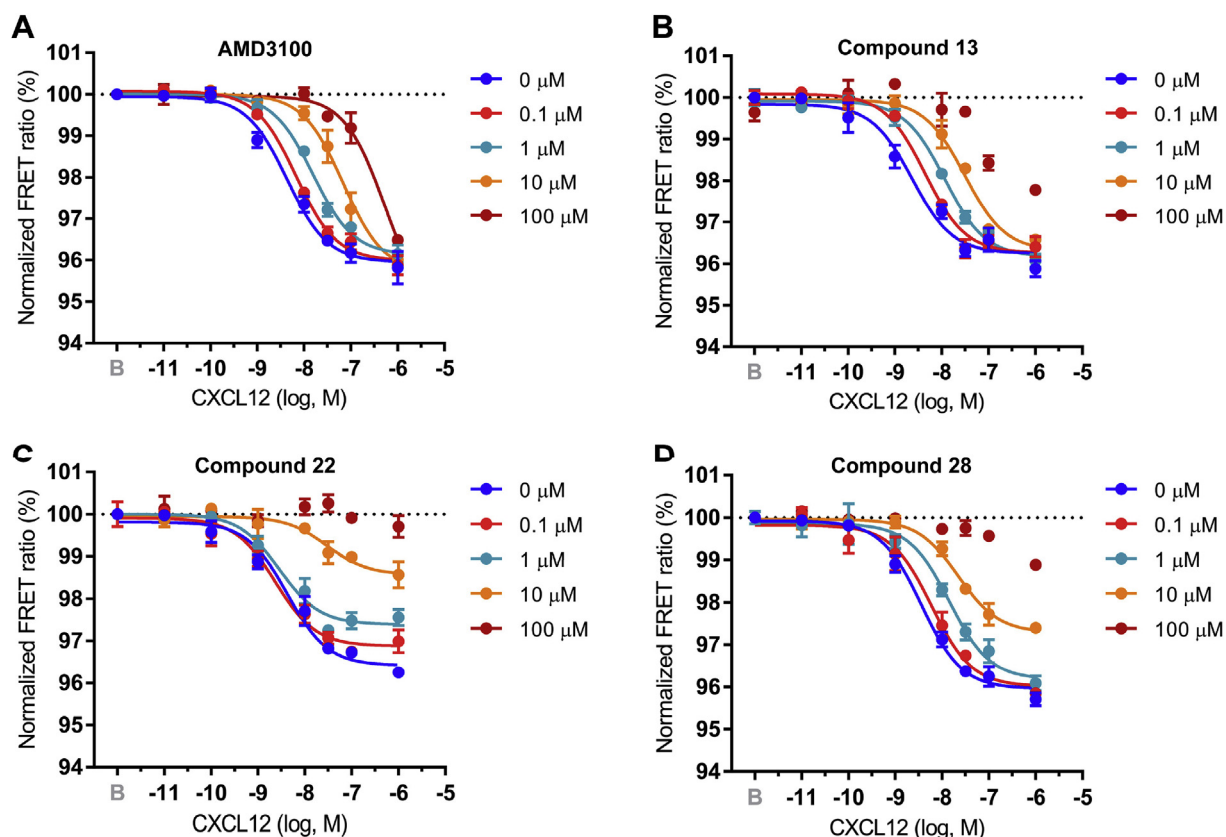 A
AMD3100
Normalized FRET ratio (%)
101
100
99
98
97
96
95
94
B -11 -10 -9 -8 -7 -6 -5
CXCL12 (log, M)
0 μM
0.1 μM
1 μM
10 μM
100 μM
B
Compound 13
Normalized FRET ratio (%)
101
100
99
98
97
96
95
94
B -11 -10 -9 -8 -7 -6 -5
CXCL12 (log, M)
0 μM
0.1 μM
1 μM
10 μM
100 μM
C
Compound 22
Normalized FRET ratio (%)
101
100
99
98
97
96
95
94
B -11 -10 -9 -8 -7 -6 -5
CXCL12 (log, M)
0 μM
0.1 μM
1 μM
10 μM
100 μM
D
Compound 28
Normalized FRET ratio (%)
101
100
99
98
97
96
95
94
B -11 -10 -9 -8 -7 -6 -5
CXCL12 (log, M)
0 μM
0.1 μM
1 μM
10 μM
100 μM